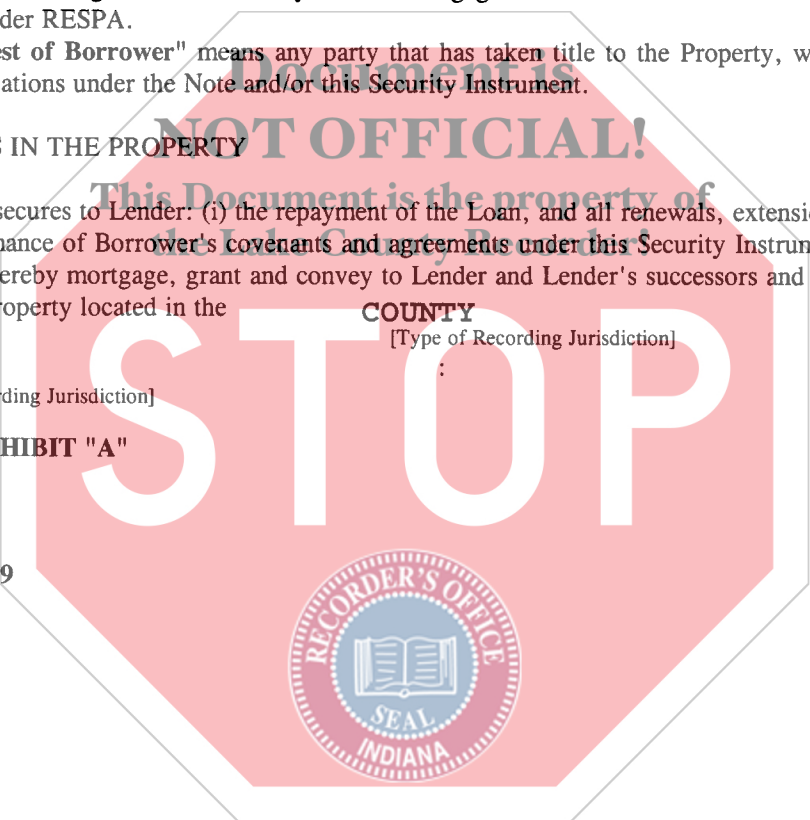 der RESPA.
est of Borrower" means any party that has taken title to the Property, w
ations under the Note and/or this Security Instrument.
Document is
NOT OFFICIAL!
This Document is the property of
the Lake County Recorder!
IN THE PROPERTY
secures to Lender: (i) the repayment of the Loan, and all renewals, extensi
nance of Borrower's covenants and agreements under this Security Instrum
ereby mortgage, grant and convey to Lender and Lender's successors and
roperty located in the COUNTY
[Type of Recording Jurisdiction]
:
rding Jurisdiction]
HIBIT "A"
STOP
9
RECORDER'S OFFICE
SEAL
INDIANA